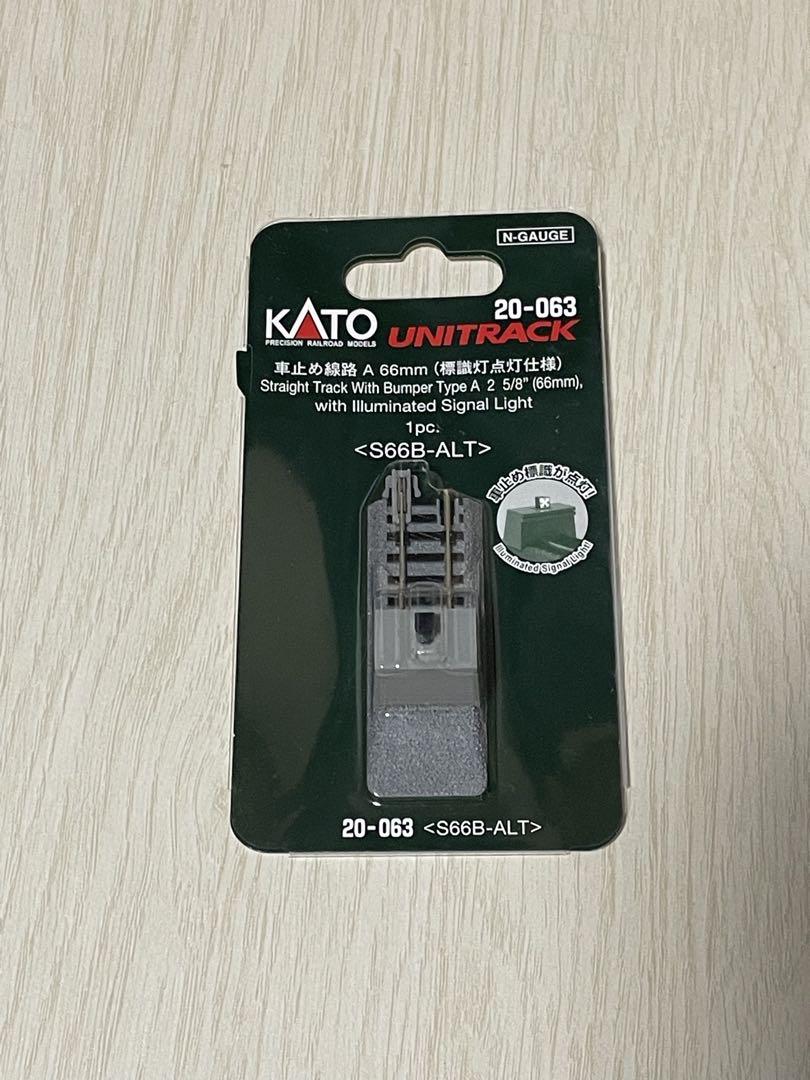 N-GAUGE
20-063
KATO
PRECISION RAILROAD MODELS
UNITRACK
車止め線路 A 66mm (標識灯点灯仕様)
Straight Track With Bumper Type A 2 5/8" (66mm),
with Illuminated Signal Light
1pc.
<S66B-ALT>
車止め標識が点灯!
Illuminated Signal Light!
20-063 <S66B-ALT>